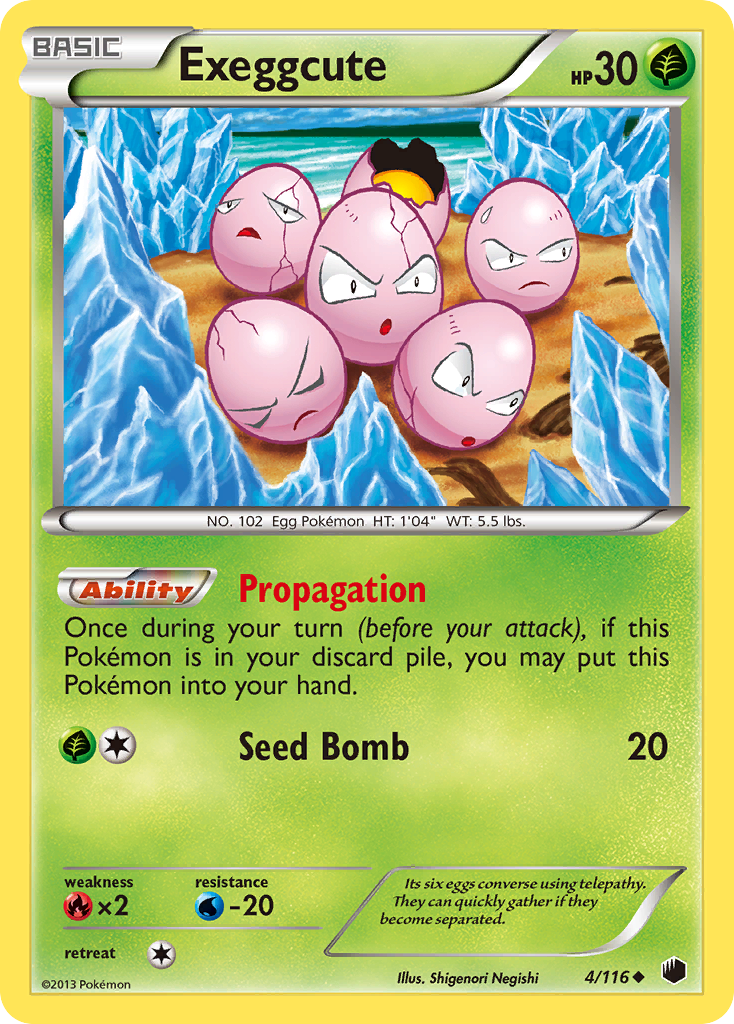 BASIC
Exeggcute
HP30
NO. 102 Egg Pokémon HT: 1'04" WT: 5.5 lbs.
Ability Propagation
Once during your turn (before your attack), if this
Pokémon is in your discard pile, you may put this
Pokémon into your hand.
Seed Bomb 20
weakness
×2
resistance
-20
retreat
Its six eggs converse using telepathy.
They can quickly gather if they
become separated.
©2013 Pokémon
Illus. Shigenori Negishi
4/116